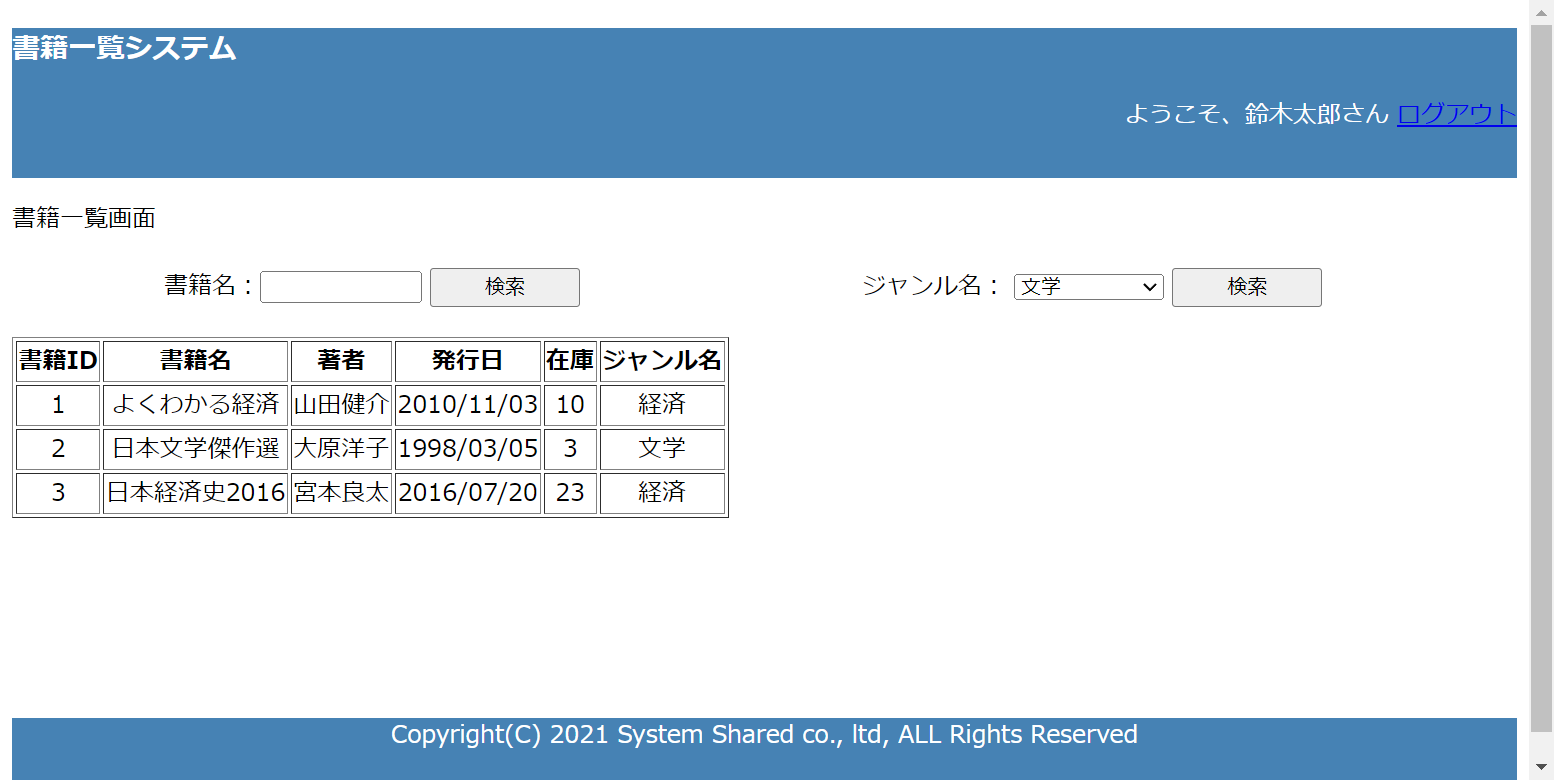 書籍一覧システム
ようこそ、鈴木太郎さん ログアウト
書籍一覧画面
書籍名： 検索 ジャンル名： 文学 検索
書籍ID 書籍名 著者 発行日 在庫 ジャンル名
1 よくわかる経済 山田健介 2010/11/03 10 経済
2 日本文学傑作選 大原洋子 1998/03/05 3 文学
3 日本経済史2016 宮本良太 2016/07/20 23 経済
Copyright(C) 2021 System Shared co., ltd, ALL Rights Reserved